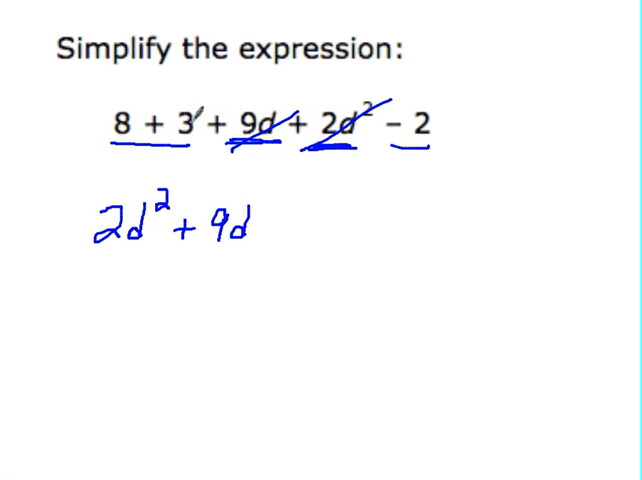 Simplify the expression:
8 + 3 + 9d + 2d² − 2
2d² + 9d